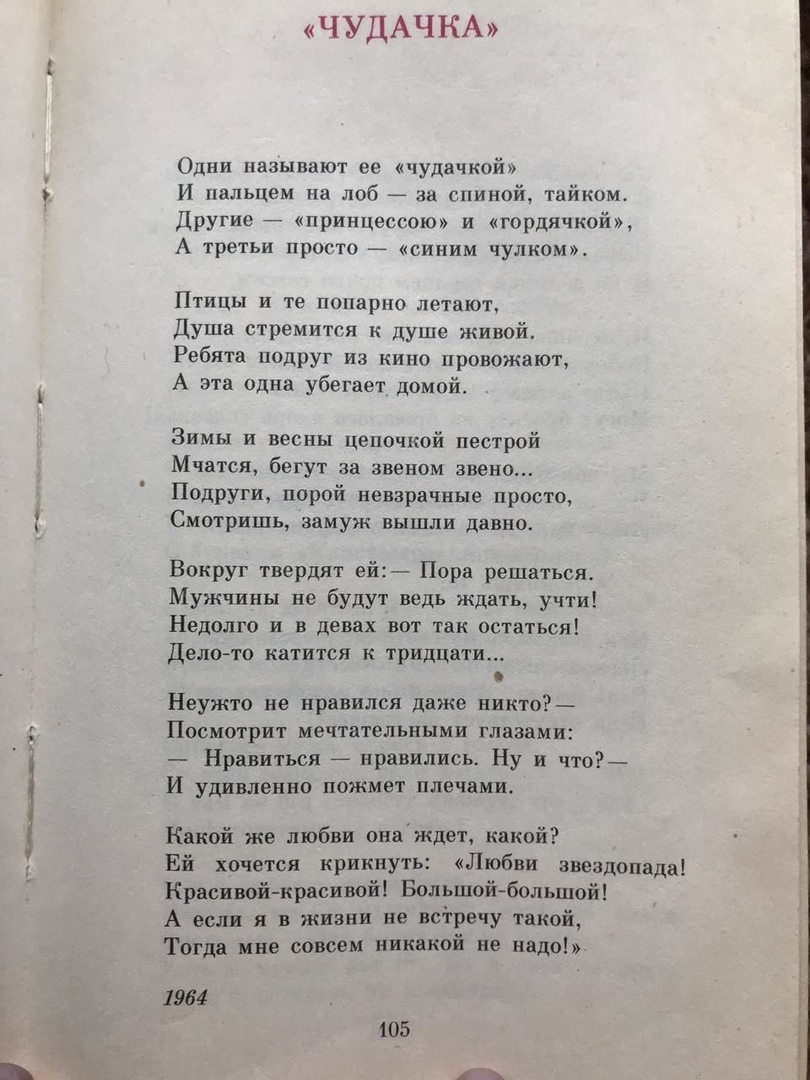 «ЧУДАЧКА»
Одни называют ее «чудачкой»
И пальцем на лоб — за спиной, тайком.
Другие — «принцессою» и «гордячкой»,
А третьи просто — «синим чулком».
Птицы и те попарно летают,
Душа стремится к душе живой.
Ребята подруг из кино провожают,
А эта одна убегает домой.
Зимы и весны цепочкой пестрой
Мчатся, бегут за звеном звено...
Подруги, порой невзрачные просто,
Смотришь, замуж вышли давно.
Вокруг твердят ей:— Пора решаться.
Мужчины не будут ведь ждать, учти!
Недолго и в девах вот так остаться!
Дело-то катится к тридцати...
Неужто не нравился даже никто?—
Посмотрит мечтательными глазами:
— Нравиться — нравились. Ну и что?—
И удивленно пожмет плечами.
Какой же любви она ждет, какой?
Ей хочется крикнуть: «Любви звездопада!
Красивой-красивой! Большой-большой!
А если я в жизни не встречу такой,
Тогда мне совсем никакой не надо!»
1964
105